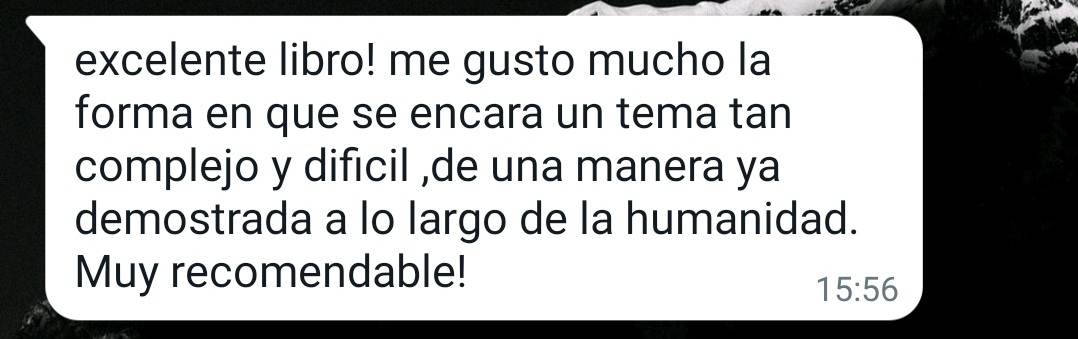 excelente libro! me gusto mucho la
forma en que se encara un tema tan
complejo y dificil ,de una manera ya
demostrada a lo largo de la humanidad.
Muy recomendable!
15:56